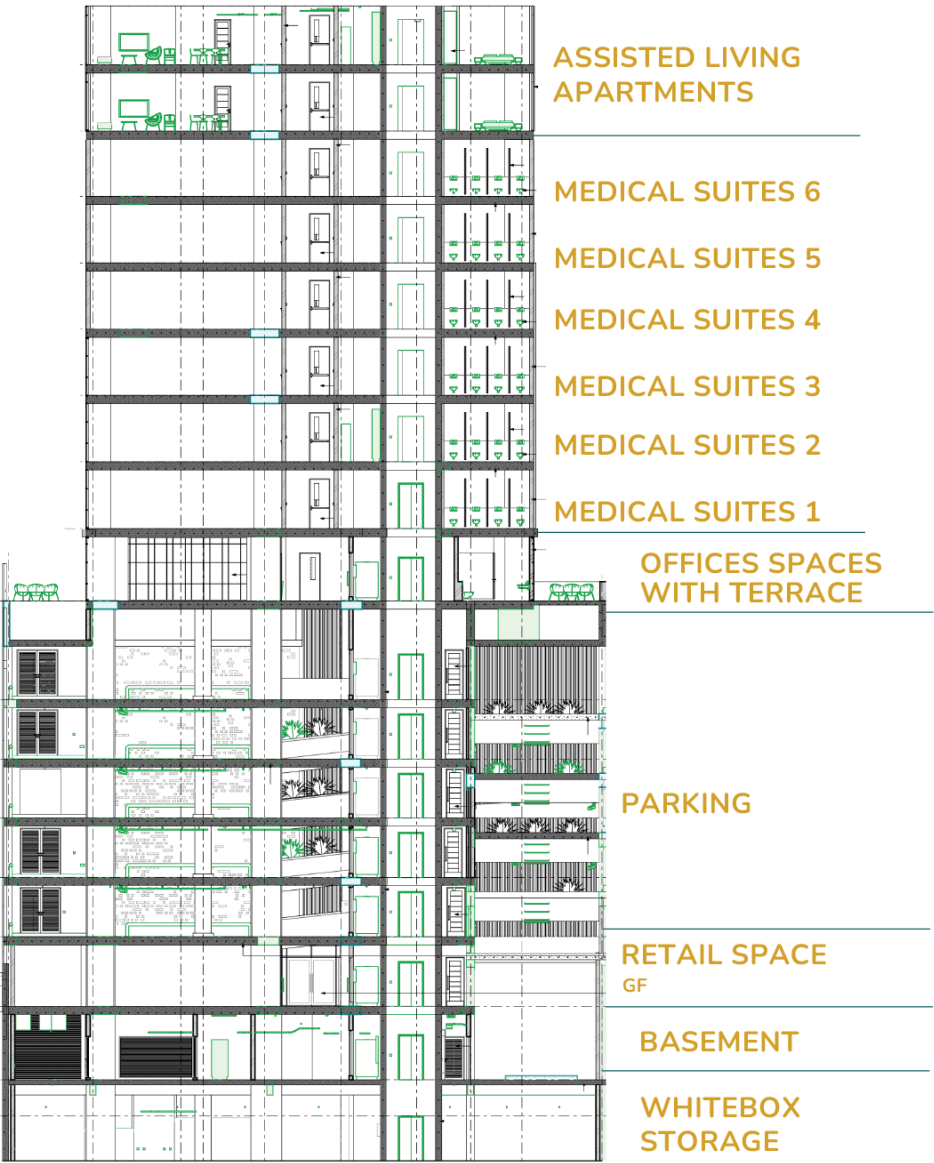 ASSISTED LIVING
APARTMENTS
MEDICAL SUITES 6
MEDICAL SUITES 5
MEDICAL SUITES 4
MEDICAL SUITES 3
MEDICAL SUITES 2
MEDICAL SUITES 1
OFFICES SPACES
WITH TERRACE
PARKING
RETAIL SPACE
GF
BASEMENT
WHITEBOX
STORAGE